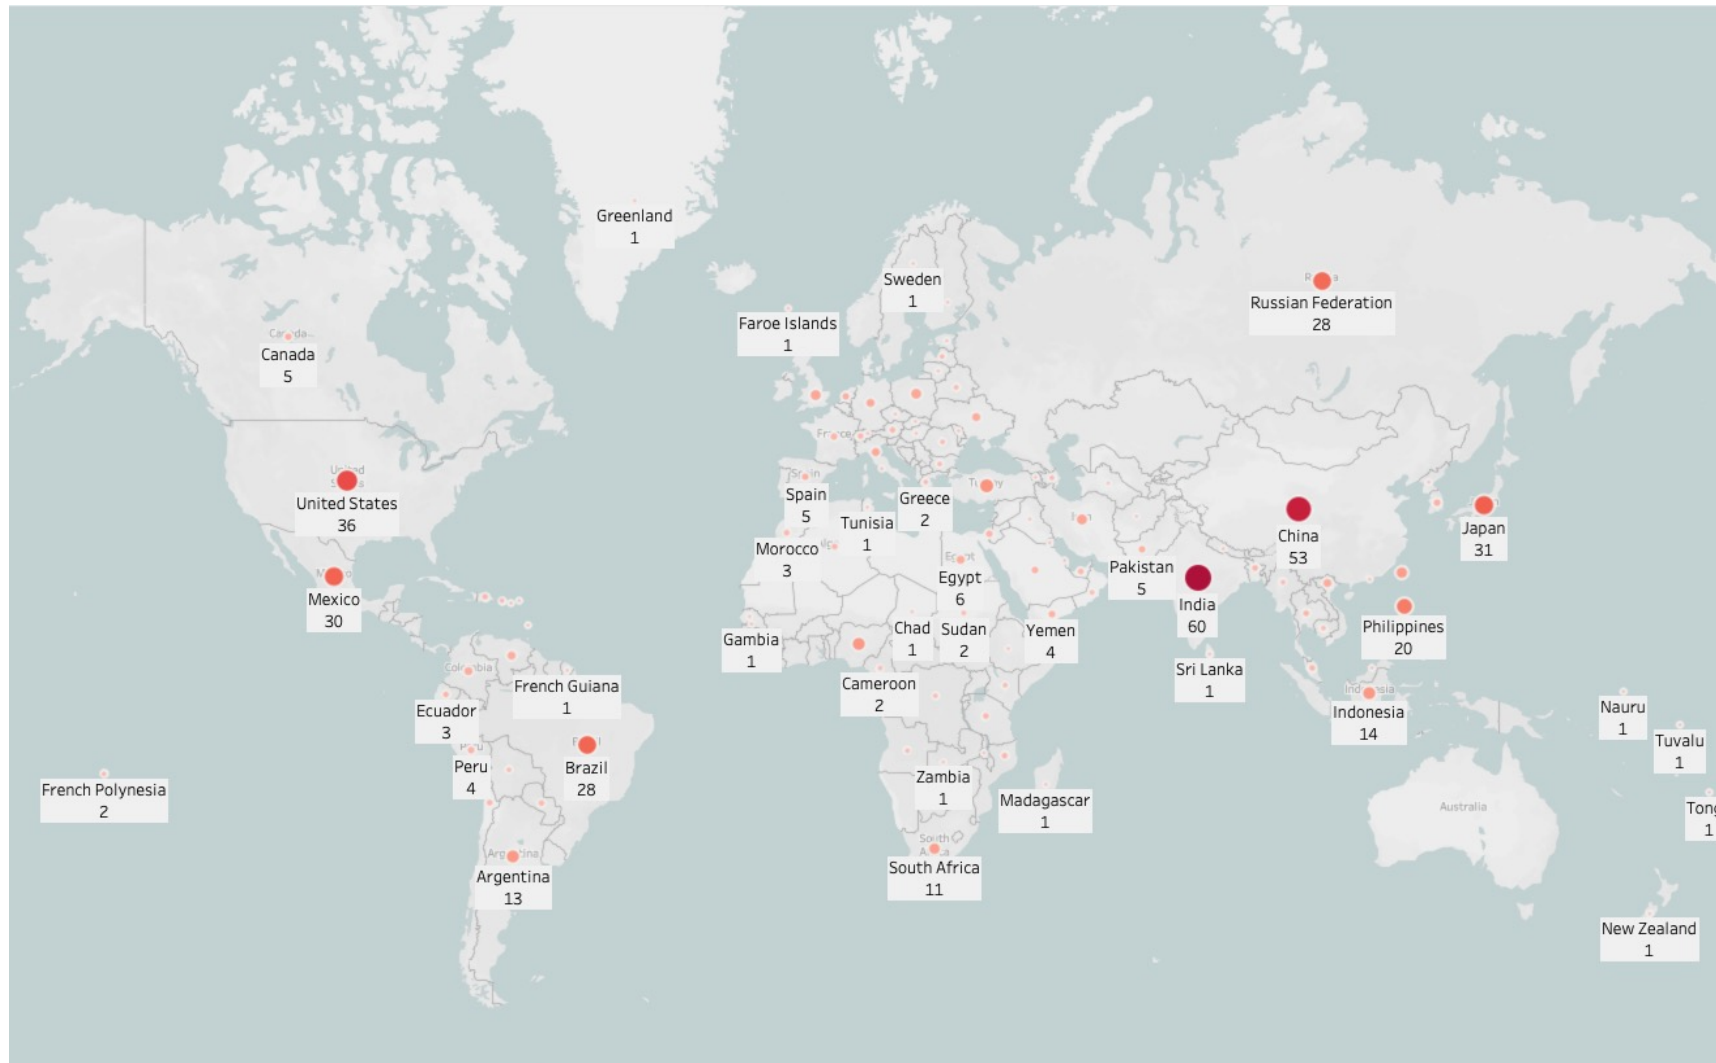 Greenland
1
Sweden
1
Russian Federation
28
Faroe Islands
1
Canada
5
United States
36
Spain
5
Greece
2
Tunisia
1
Morocco
3
Egypt
6
China
53
Japan
31
Pakistan
5
India
60
Mexico
30
Gambia
1
Chad
1
Sudan
2
Yemen
4
Philippines
20
Sri Lanka
1
Cameroon
2
French Guiana
1
Ecuador
3
Indonesia
14
Nauru
1
Tuvalu
1
Peru
4
Brazil
28
Zambia
1
Madagascar
1
French Polynesia
2
Australia
Tong
1
South Africa
11
Argentina
13
New Zealand
1